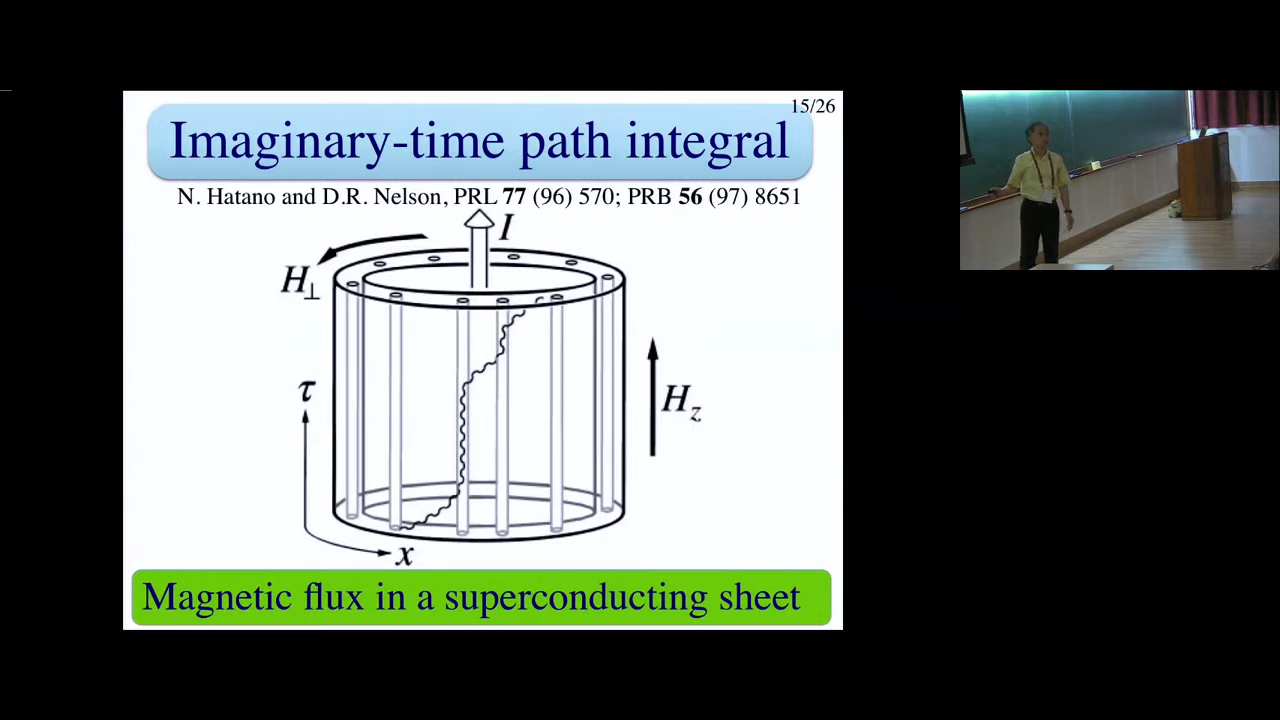 15/26
Imaginary-time path integral
N. Hatano and D.R. Nelson, PRL 77 (96) 570; PRB 56 (97) 8651
I
H⊥
τ
H_z
x
Magnetic flux in a superconducting sheet